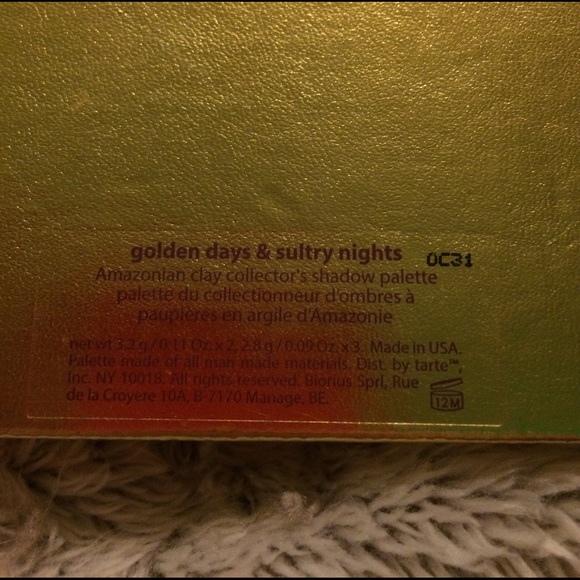 golden days & sultry nights 0C31
Amazonian clay collector's shadow palette
palette du collectionneur d'ombres à
paupières en argile d'Amazonie
net wt 3.2 g / 0.11 Oz. x 2, 2.8 g / 0.09 Oz. x 3. Made in USA.
Palette made of all man made materials. Dist. by tarte™,
Inc. NY 10018. All rights reserved. Biorius Sprl, Rue
de la Croyere 10A, B-7170 Manage, BE.
12M